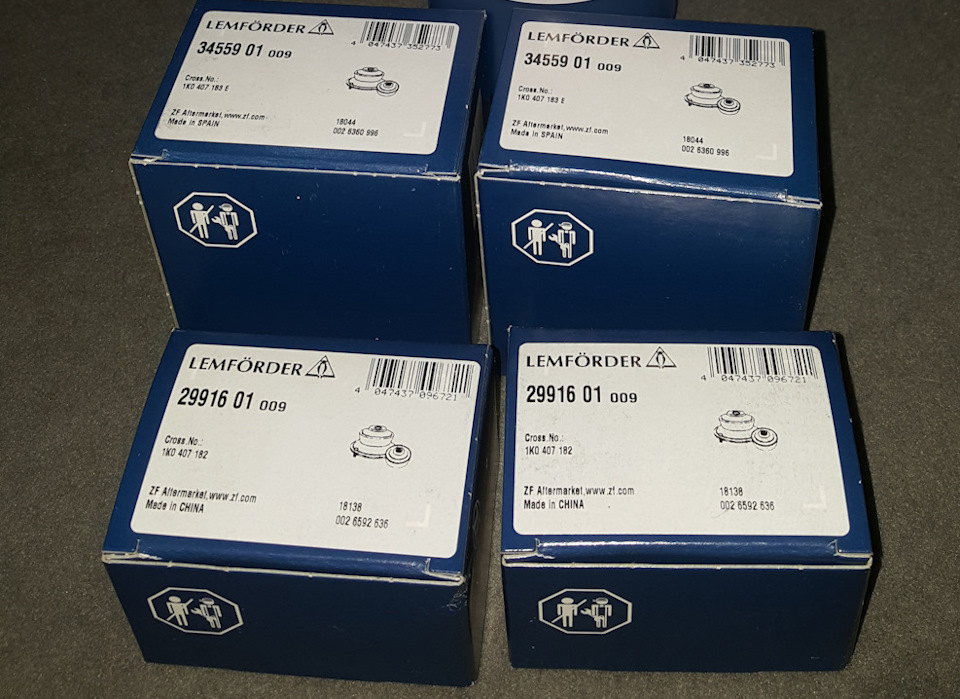 LEMFÖRDER
34559 01 009
4 047437 352773
Cross.No.:
1K0 407 183 E
ZF Aftermarket,www.zf.com
Made in SPAIN
18044
002 6360 996
LEMFÖRDER
34559 01 009
4 047437 352773
Cross.No.:
1K0 407 183 E
ZF Aftermarket,www.zf.com
Made in SPAIN
18044
002 6360 996
LEMFÖRDER
29916 01 009
4 047437 096721
Cross.No.:
1K0 407 182
ZF Aftermarket,www.zf.com
Made in CHINA
18138
002 6592 636
LEMFÖRDER
29916 01 009
4 047437 096721
Cross.No.:
1K0 407 182
ZF Aftermarket,www.zf.com
Made in CHINA
18138
002 6592 636